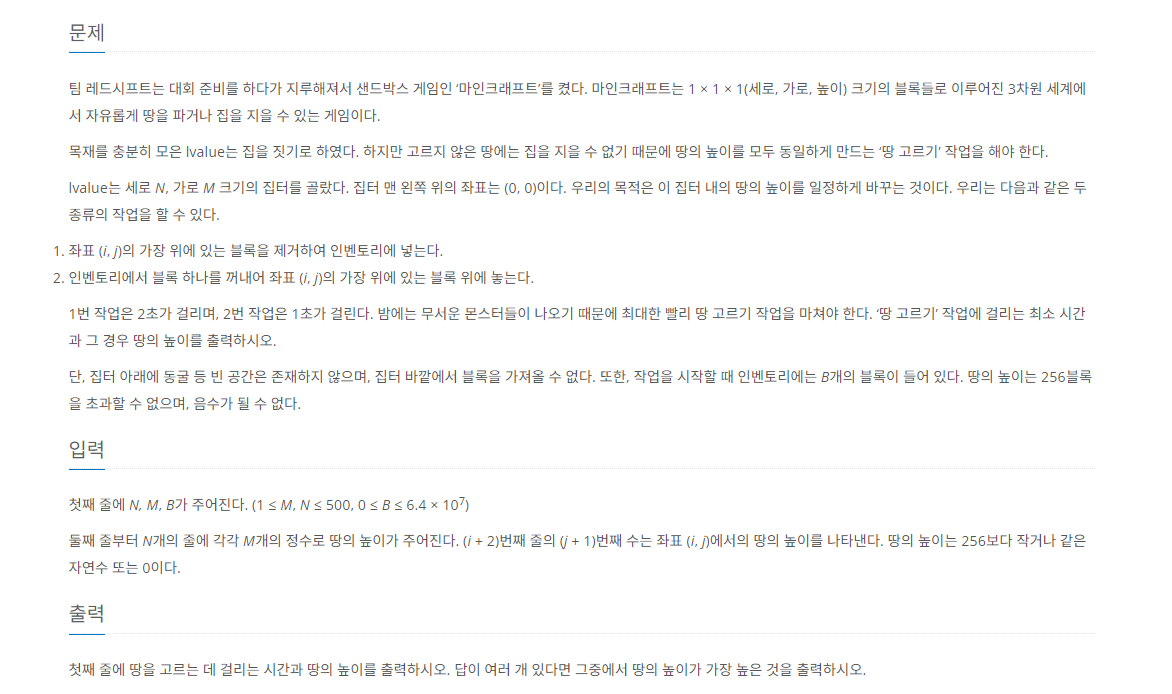 문제
팀 레드시프트는 대회 준비를 하다가 지루해져서 샌드박스 게임인 ‘마인크래프트’를 켰다. 마인크래프트는 1 × 1 × 1(세로, 가로, 높이) 크기의 블록들로 이루어진 3차원 세계에
서 자유롭게 땅을 파거나 집을 지을 수 있는 게임이다.
목재를 충분히 모은 lvalue는 집을 짓기로 하였다. 하지만 고르지 않은 땅에는 집을 지을 수 없기 때문에 땅의 높이를 모두 동일하게 만드는 ‘땅 고르기’ 작업을 해야 한다.
lvalue는 세로 N, 가로 M 크기의 집터를 골랐다. 집터 맨 왼쪽 위의 좌표는 (0, 0)이다. 우리의 목적은 이 집터 내의 땅의 높이를 일정하게 바꾸는 것이다. 우리는 다음과 같은 두
종류의 작업을 할 수 있다.
1. 좌표 (i, j)의 가장 위에 있는 블록을 제거하여 인벤토리에 넣는다.
2. 인벤토리에서 블록 하나를 꺼내어 좌표 (i, j)의 가장 위에 있는 블록 위에 놓는다.
1번 작업은 2초가 걸리며, 2번 작업은 1초가 걸린다. 밤에는 무서운 몬스터들이 나오기 때문에 최대한 빨리 땅 고르기 작업을 마쳐야 한다. ‘땅 고르기’ 작업에 걸리는 최소 시간
과 그 경우 땅의 높이를 출력하시오.
단, 집터 아래에 동굴 등 빈 공간은 존재하지 않으며, 집터 바깥에서 블록을 가져올 수 없다. 또한, 작업을 시작할 때 인벤토리에는 B개의 블록이 들어 있다. 땅의 높이는 256블록
을 초과할 수 없으며, 음수가 될 수 없다.
입력
첫째 줄에 N, M, B가 주어진다. (1 ≤ M, N ≤ 500, 0 ≤ B ≤ 6.4 × 10⁷)
둘째 줄부터 N개의 줄에 각각 M개의 정수로 땅의 높이가 주어진다. (i + 2)번째 줄의 (j + 1)번째 수는 좌표 (i, j)에서의 땅의 높이를 나타낸다. 땅의 높이는 256보다 작거나 같은
자연수 또는 0이다.
출력
첫째 줄에 땅을 고르는 데 걸리는 시간과 땅의 높이를 출력하시오. 답이 여러 개 있다면 그중에서 땅의 높이가 가장 높은 것을 출력하시오.